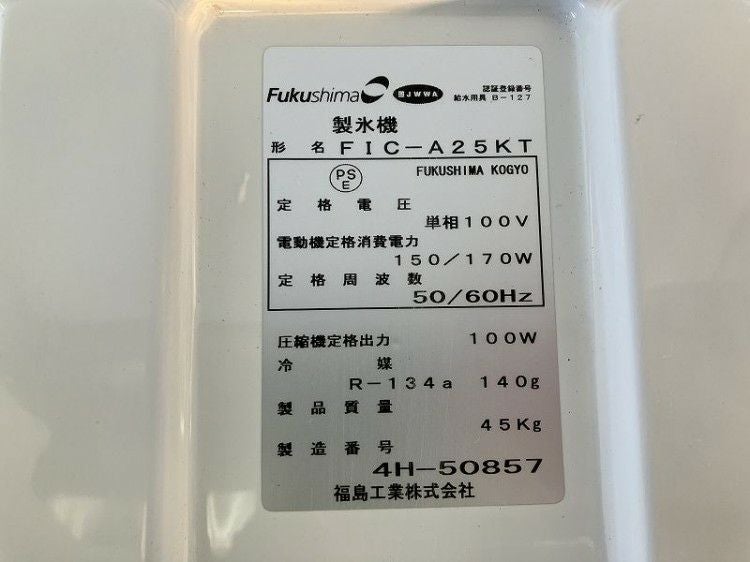 Fukushima JWWA 認証登録番号
給水用具 B-127
製氷機
形名 FIC-A25KT
PS E FUKUSHIMA KOGYO
定格電圧
単相100V
電動機定格消費電力
150/170W
定格周波数
50/60Hz
圧縮機定格出力 100W
冷媒
R-134a 140g
製品質量
45Kg
製造番号
4H-50857
福島工業株式会社